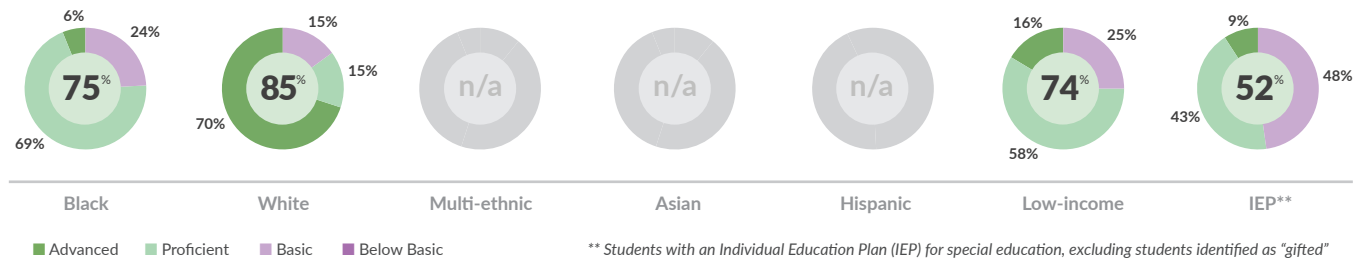 6%
24%
75%
69%
15%
15%
85%
70%
n/a
n/a
n/a
16%
25%
74%
58%
9%
48%
52%
43%
Black
White
Multi-ethnic
Asian
Hispanic
Low-income
IEP**
Advanced
Proficient
Basic
Below Basic
** Students with an Individual Education Plan (IEP) for special education, excluding students identified as “gifted”